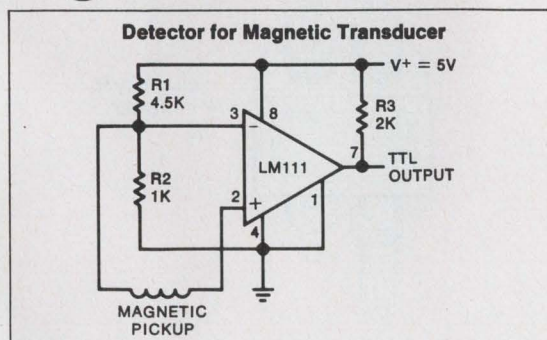 Detector for Magnetic Transducer
V+ = 5V
R1
4.5K
R3
2K
3
8
−
7
TTL
OUTPUT
LM111
R2
1K
2
+
1
4
MAGNETIC
PICKUP